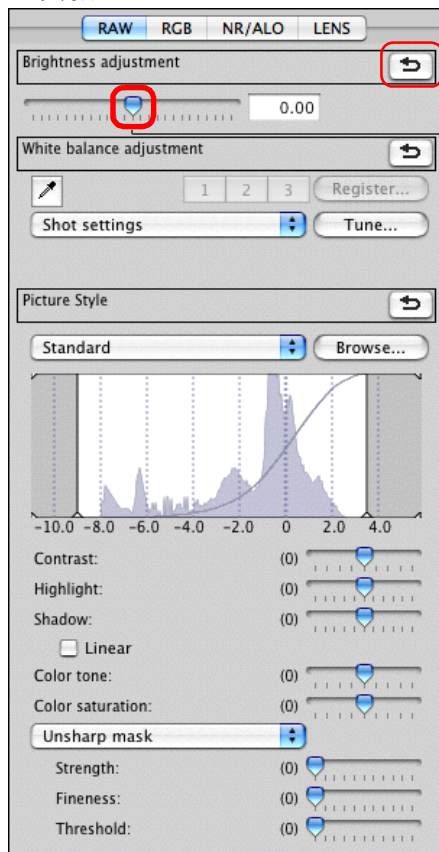 RAW RGB NR/ALO LENS
Brightness adjustment
0.00
White balance adjustment
1 2 3 Register...
Shot settings Tune...
Picture Style
Standard Browse...
-10.0 -8.0 -6.0 -4.0 -2.0 0 2.0 4.0
Contrast: (0)
Highlight: (0)
Shadow: (0)
Linear
Color tone: (0)
Color saturation: (0)
Unsharp mask
Strength: (0)
Fineness: (0)
Threshold: (0)